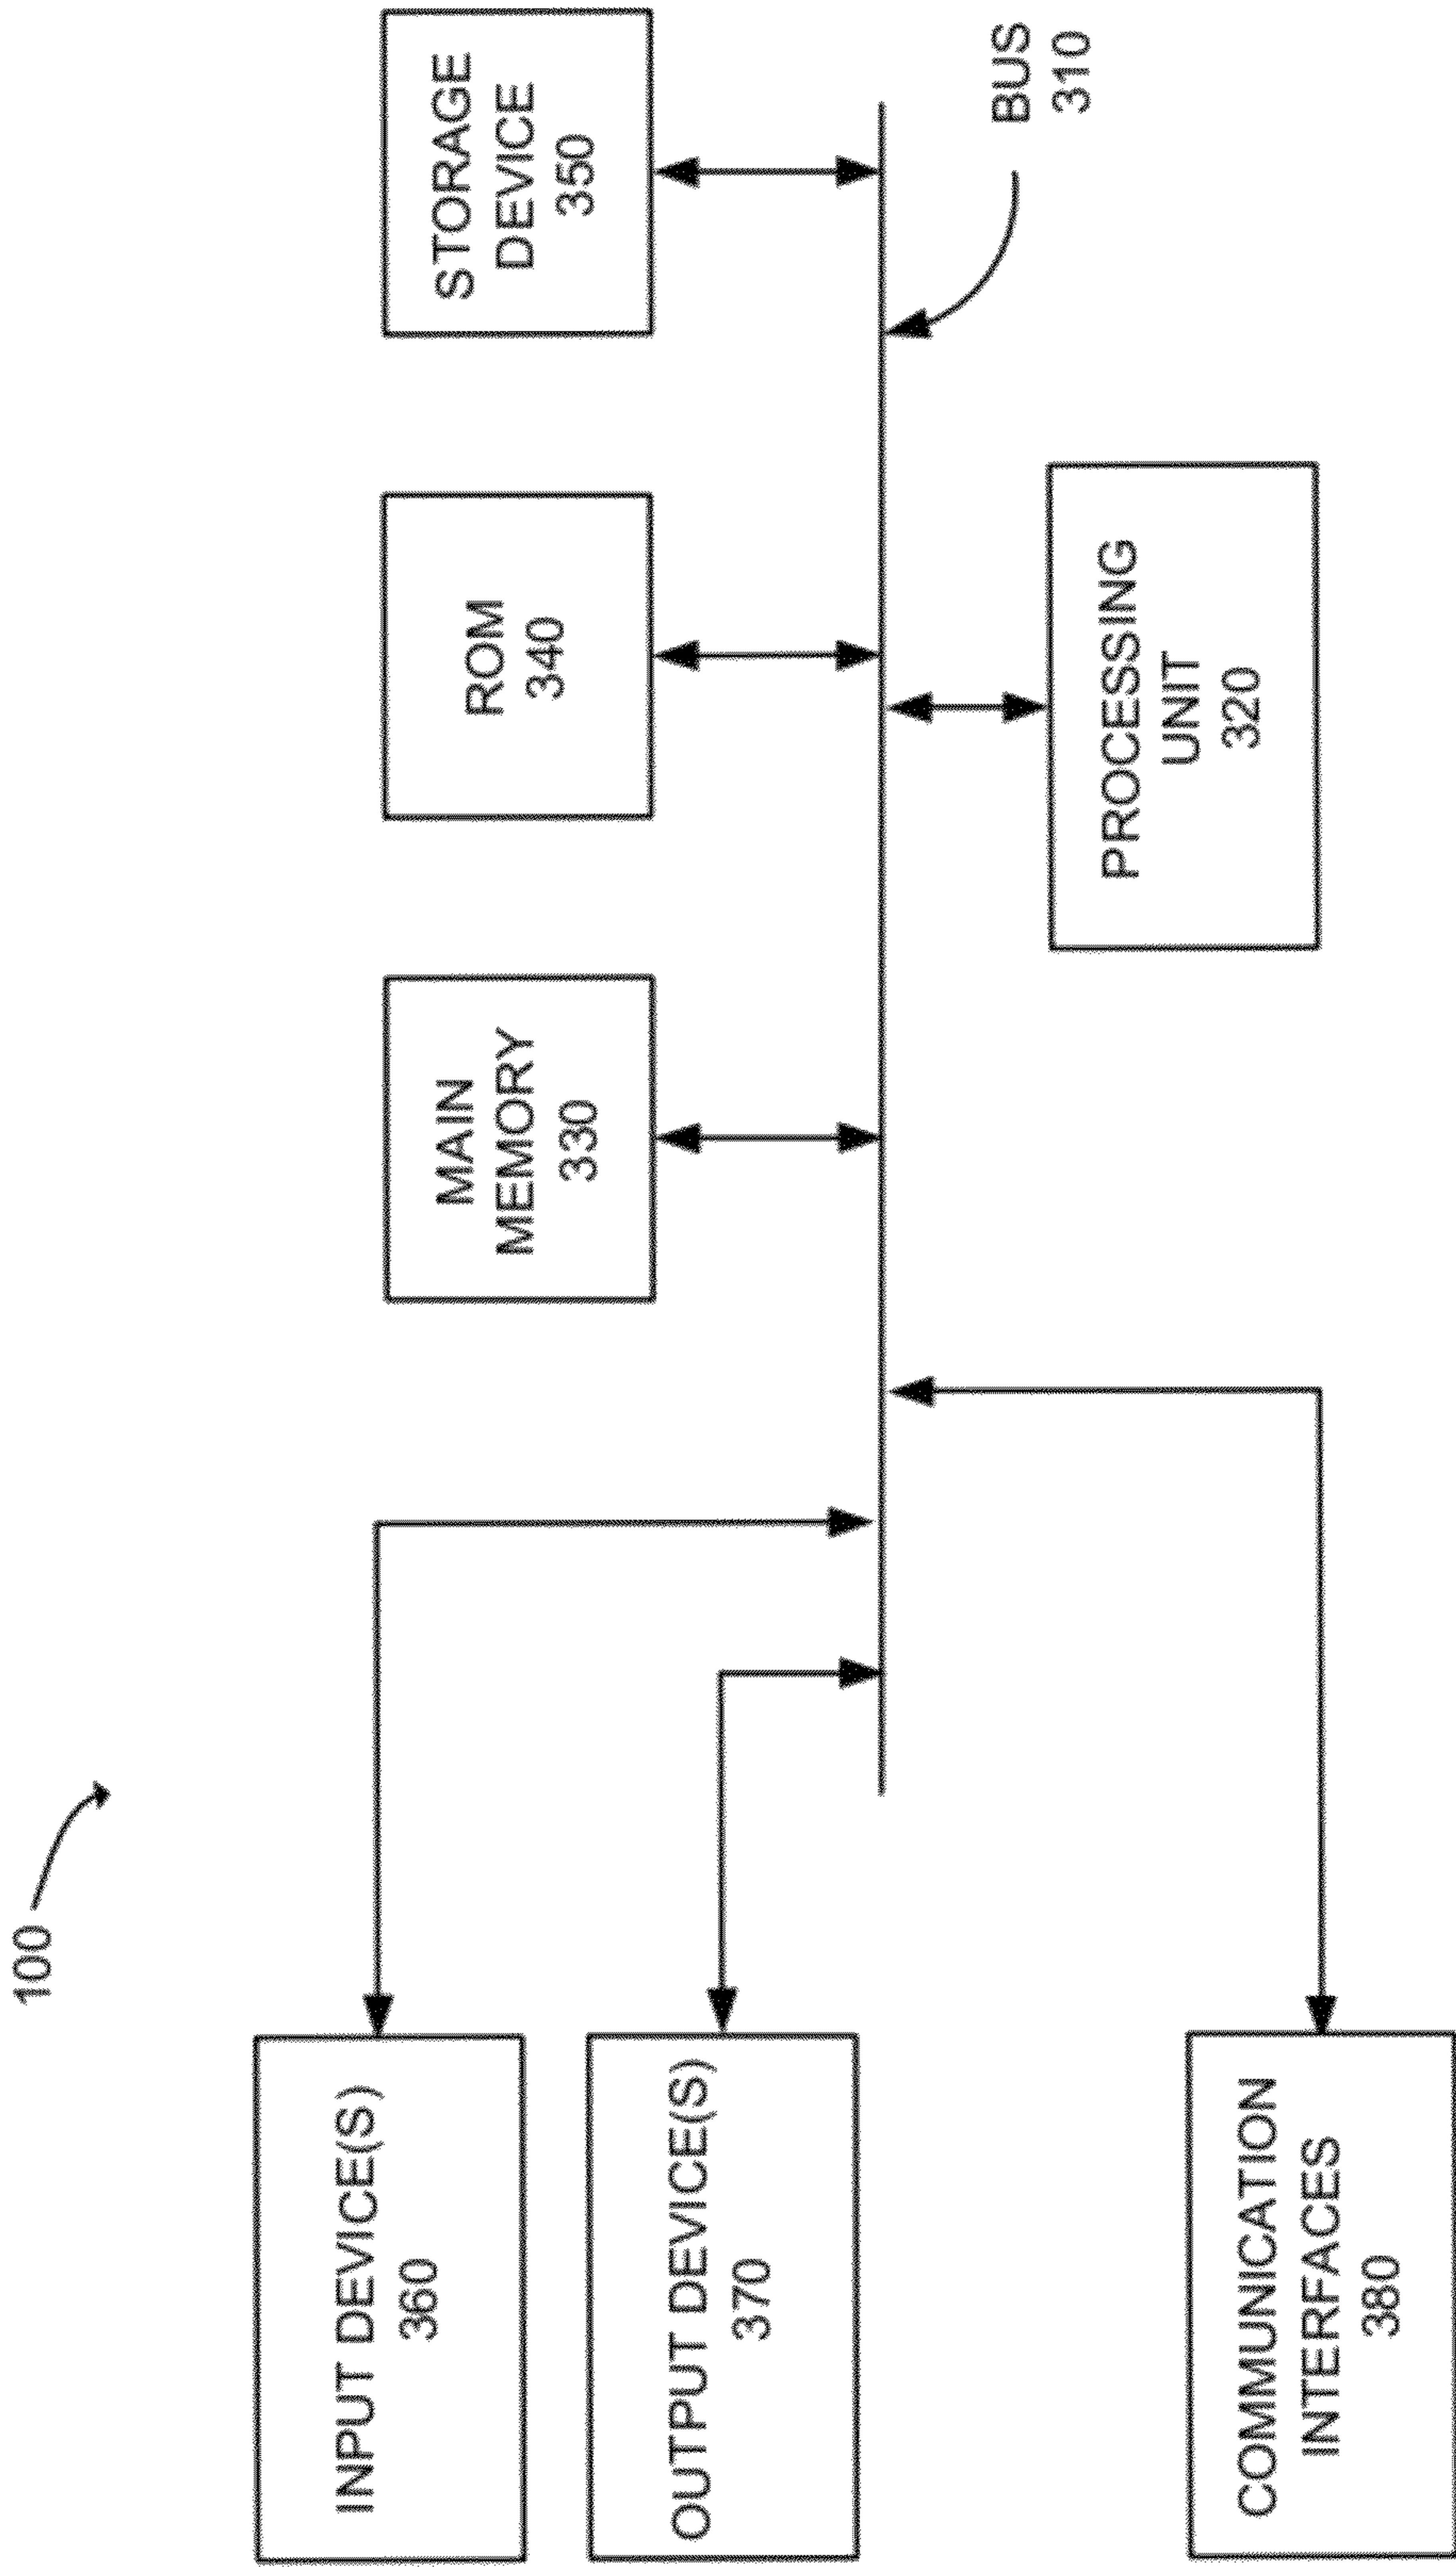 100
MAIN
MEMORY
330
ROM
340
STORAGE
DEVICE
350
INPUT DEVICE(S)
360
OUTPUT DEVICE(S)
370
BUS
310
PROCESSING
UNIT
320
COMMUNICATION
INTERFACES
380